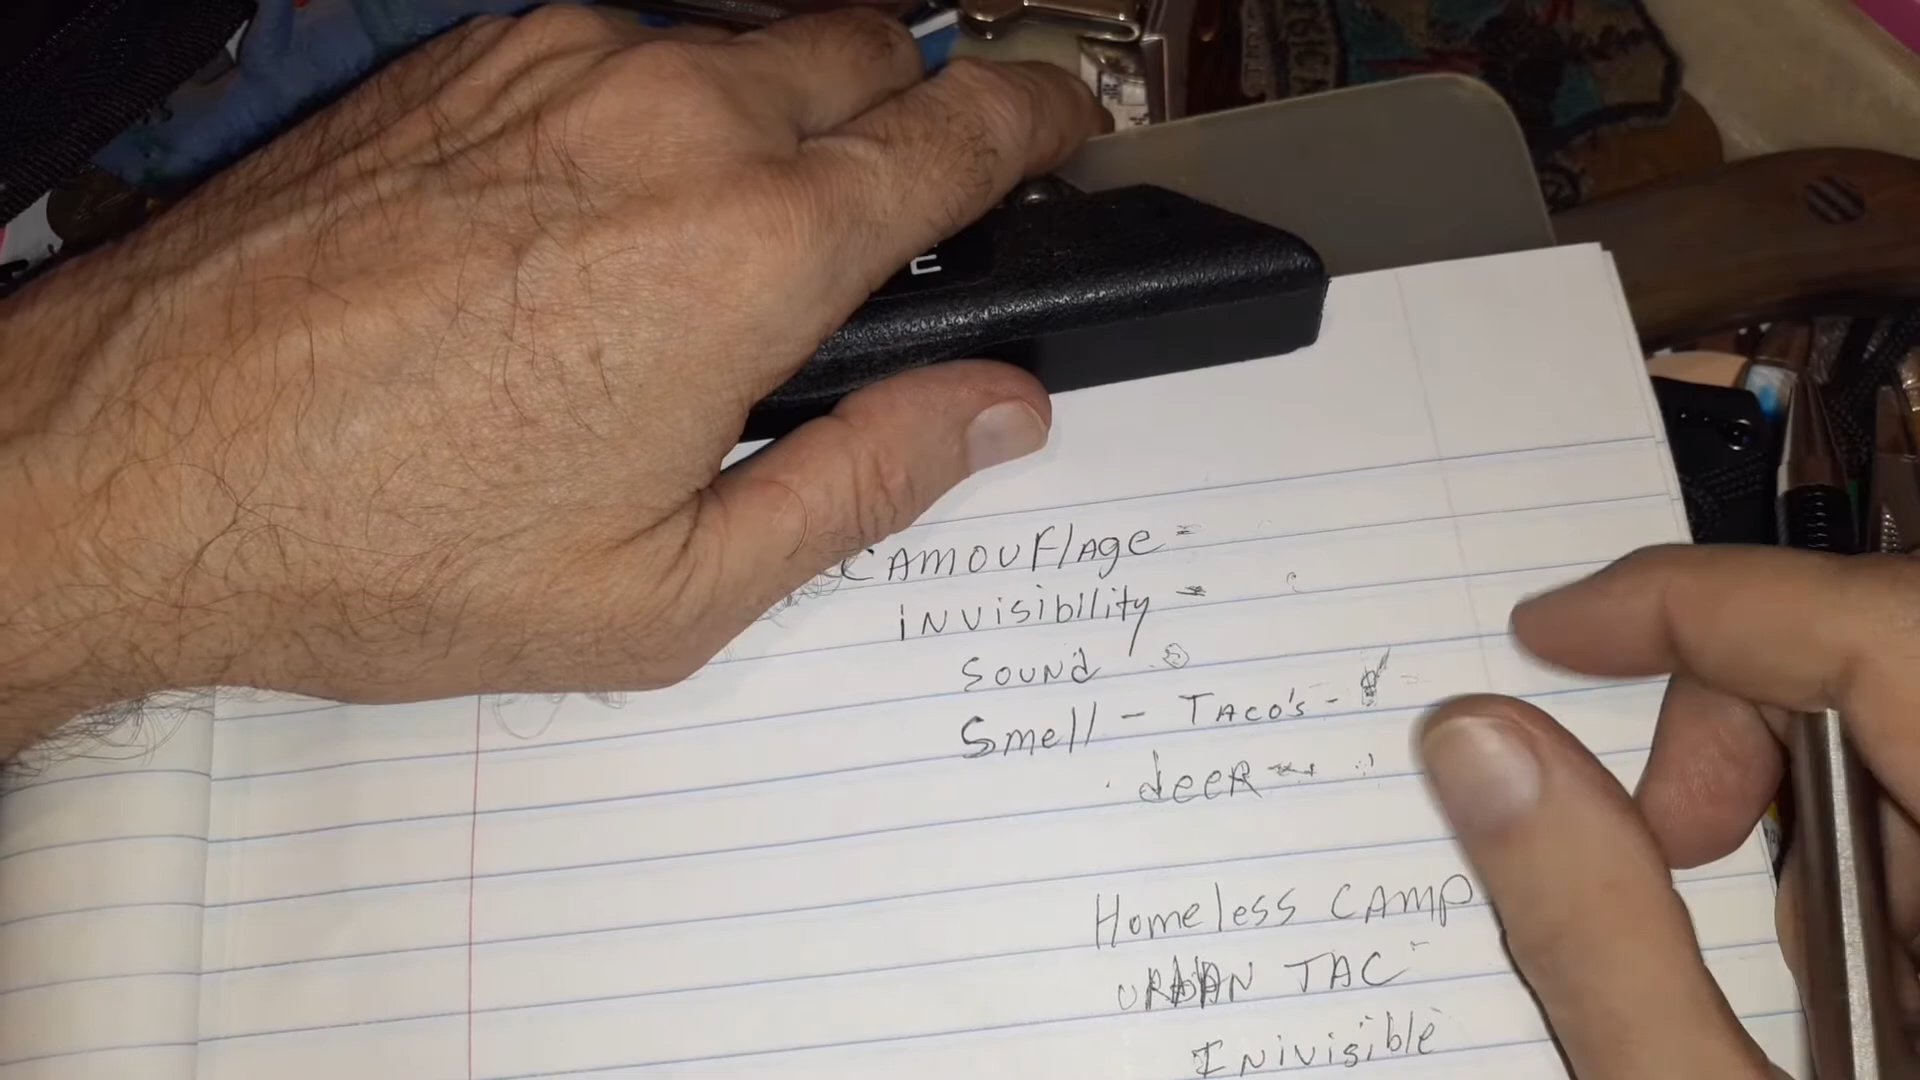 E
CAMOUFlAge =
iNVisibility =
SOUNd
Smell - TACO's -
deeR
Homeless CAMP
URBAN TAC
INivisible